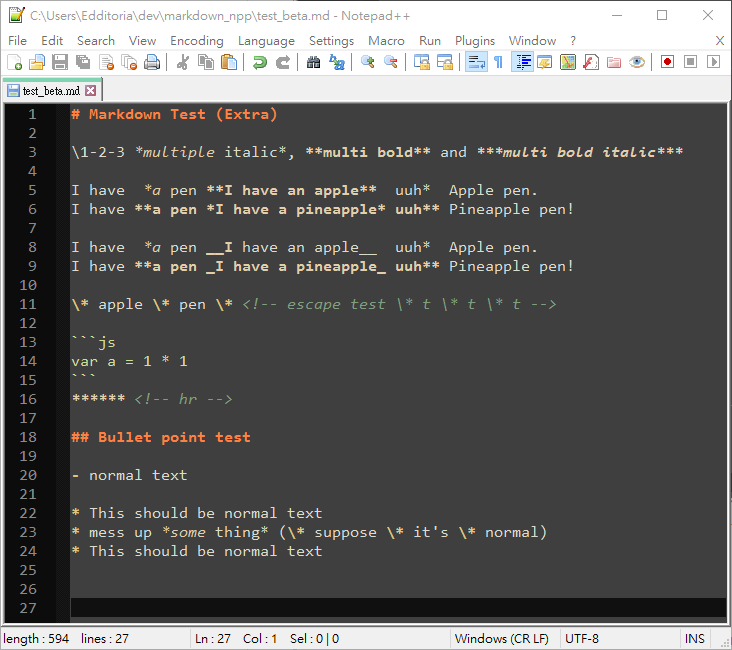 C:\Users\Edditoria\dev\markdown_npp\test_beta.md - Notepad++
File Edit Search View Encoding Language Settings Macro Run Plugins Window ? X
test_beta.md
1 # Markdown Test (Extra)
2
3 \1-2-3 *multiple italic*, **multi bold** and ***multi bold italic***
4
5 I have  *a pen **I have an apple**  uuh*  Apple pen.
6 I have **a pen *I have a pineapple* uuh** Pineapple pen!
7
8 I have  *a pen __I have an apple__  uuh*  Apple pen.
9 I have **a pen _I have a pineapple_ uuh** Pineapple pen!
10
11 \* apple \* pen \* <!-- escape test \* t \* t \* t -->
12
13 ```js
14 var a = 1 * 1
15 ```
16 ****** <!-- hr -->
17
18 ## Bullet point test
19
20 - normal text
21
22 * This should be normal text
23 * mess up *some thing* (\* suppose \* it's \* normal)
24 * This should be normal text
25
26
27
length : 594 lines : 27 Ln : 27 Col : 1 Sel : 0 | 0 Windows (CR LF) UTF-8 INS